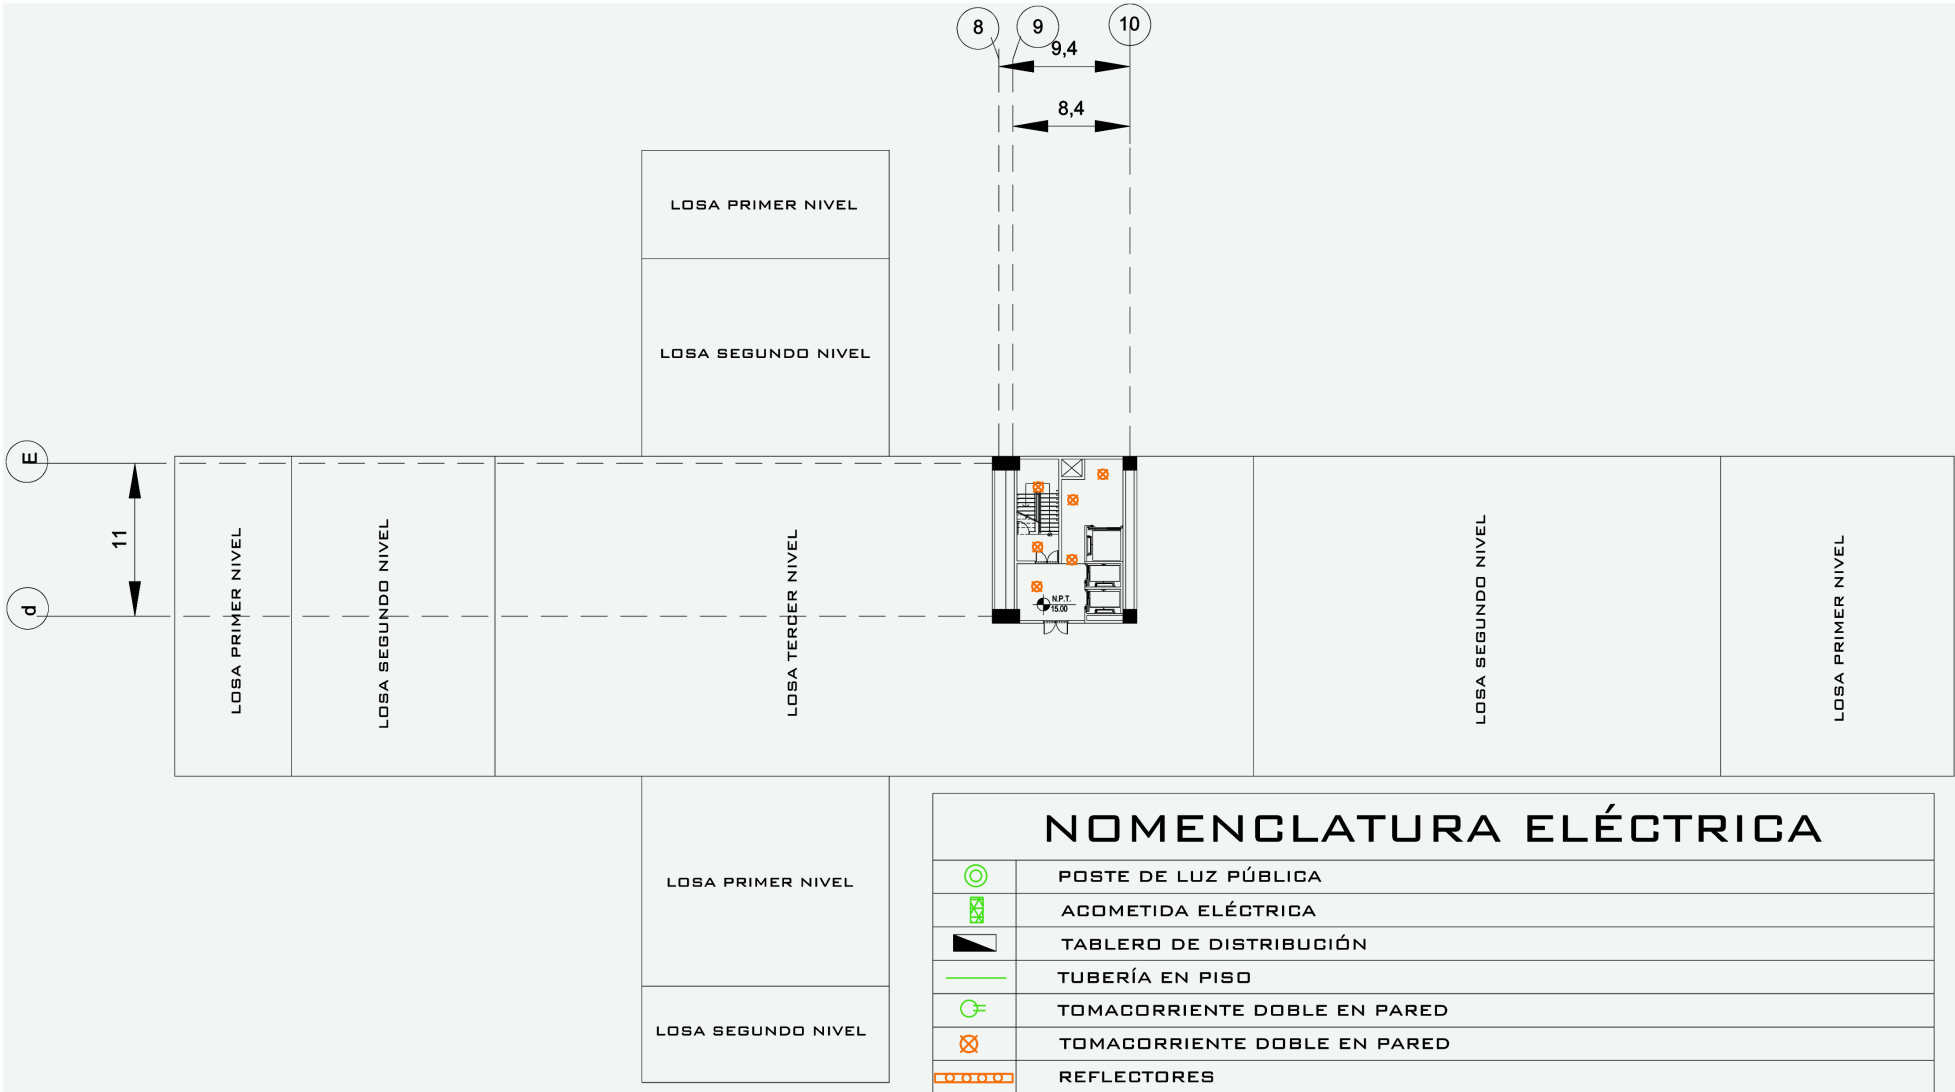 8
9
10
9,4
8,4
LOSA PRIMER NIVEL
LOSA SEGUNDO NIVEL
E
11
d
LOSA PRIMER NIVEL
LOSA SEGUNDO NIVEL
LOSA TERCER NIVEL
N.P.T.
15.00
LOSA SEGUNDO NIVEL
LOSA PRIMER NIVEL
LOSA PRIMER NIVEL
LOSA SEGUNDO NIVEL
NOMENCLATURA ELÉCTRICA
POSTE DE LUZ PÚBLICA
ACOMETIDA ELÉCTRICA
TABLERO DE DISTRIBUCIÓN
TUBERÍA EN PISO
TOMACORRIENTE DOBLE EN PARED
TOMACORRIENTE DOBLE EN PARED
REFLECTORES